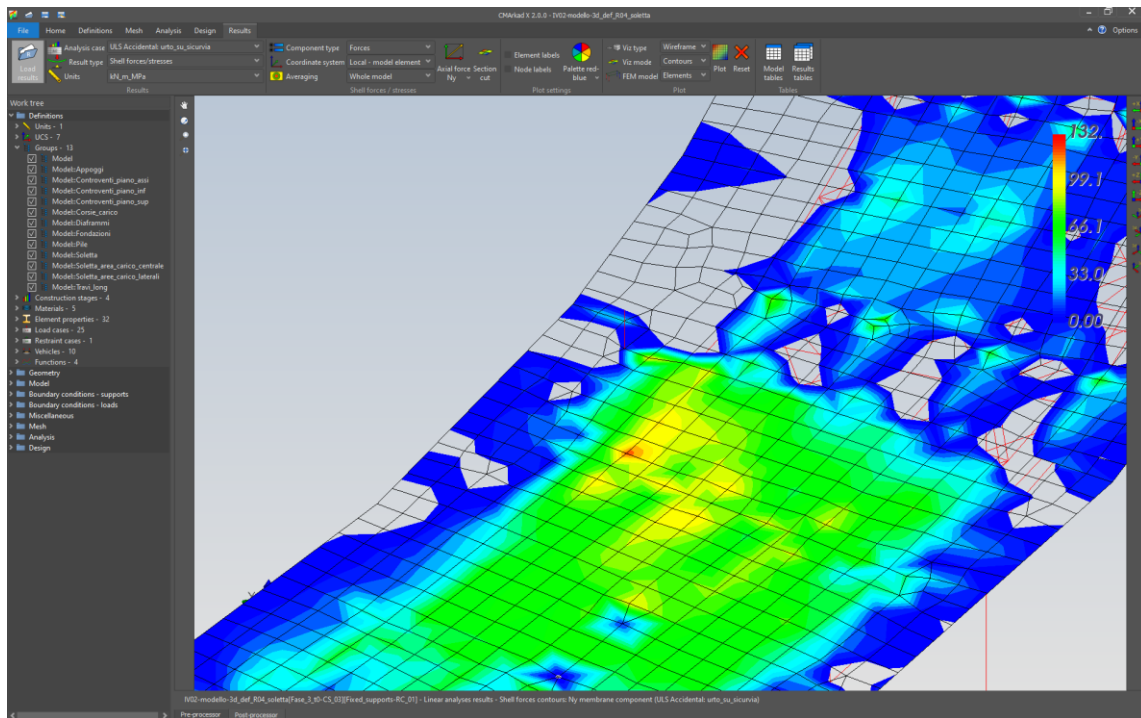 CMArkad X 2.0.0 - IV02-modello-3d_def_R04_soletta
File Home Definitions Mesh Analysis Design Results
Options
Load results
Analysis case ULS Accidental: urto_su_sicurvia
Result type Shell forces/stresses
Units kN_m_MPa
Results
Component type Forces
Coordinate system Local - model element
Averaging Whole model
Axial force Ny
Section cut
Shell forces / stresses
Element labels
Node labels
Palette red-blue
Plot settings
Viz type Wireframe
Viz mode Contours
FEM model Elements
Plot Reset
Plot
Model tables
Results tables
Tables
Work tree
Definitions
Units - 1
UCS - 7
Groups - 13
Model
Model::Appoggi
Model::Controventi_piano_assi
Model::Controventi_piano_inf
Model::Controventi_piano_sup
Model::Corsie_carico
Model::Diaframmi
Model::Fondazioni
Model::Pile
Model::Soletta
Model::Soletta_area_carico_centrale
Model::Soletta_aree_carico_laterali
Model::Travi_long
Construction stages - 4
Materials - 5
Element properties - 32
Load cases - 25
Restraint cases - 1
Vehicles - 10
Functions - 4
Geometry
Model
Boundary conditions - supports
Boundary conditions - loads
Miscellaneous
Mesh
Analysis
Design
132.
99.1
66.1
33.0
0.00
IV02-modello-3d_def_R04_soletta[Fase_3_t0-CS_03][Fixed_supports-RC_01] - Linear analyses results - Shell forces contours: Ny membrane component (ULS Accidental: urto_su_sicurvia)
Pre-processor Post-processor